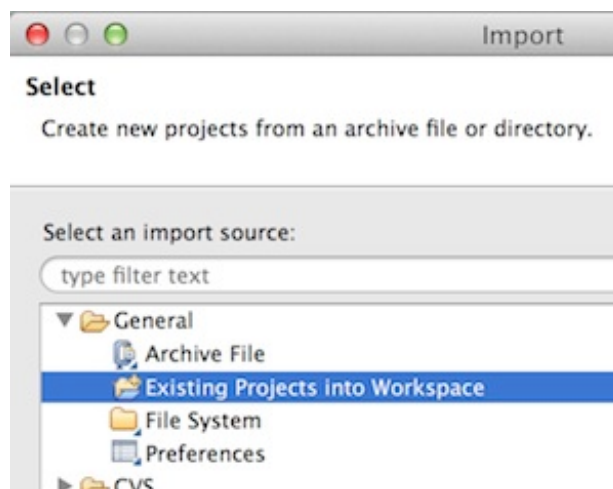 Import
Select
Create new projects from an archive file or directory.
Select an import source:
type filter text
General
Archive File
Existing Projects into Workspace
File System
Preferences
CVS